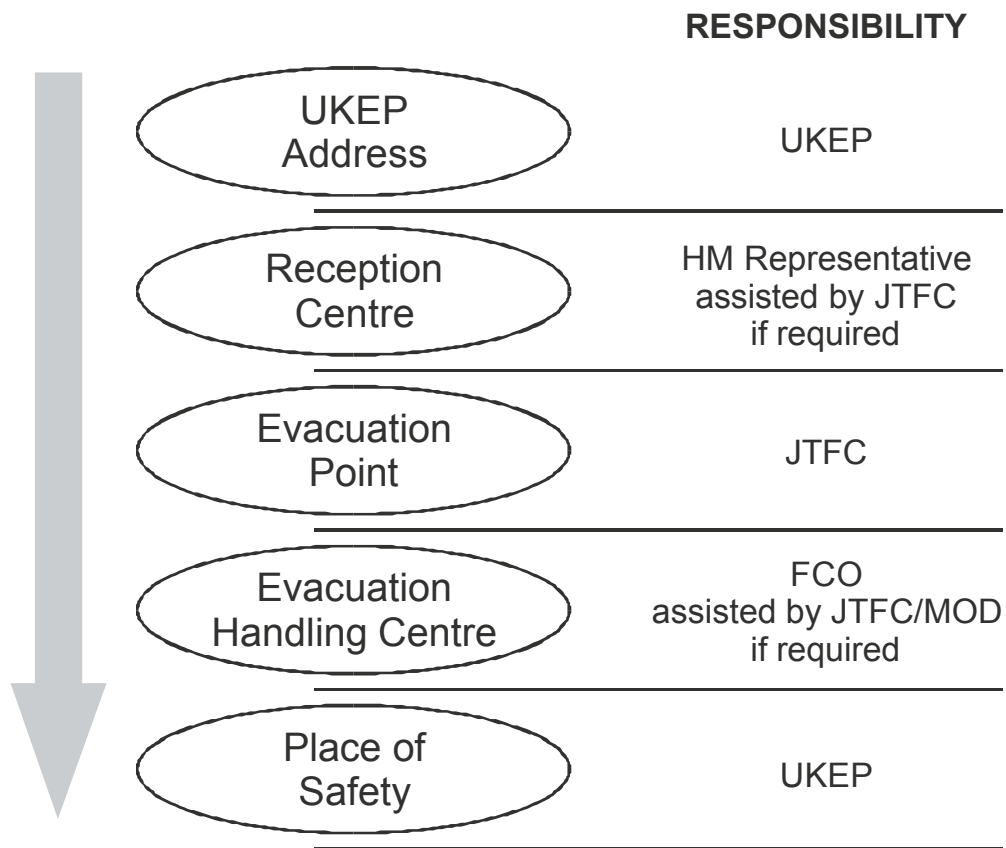 RESPONSIBILITY
UKEP
Address
UKEP
Reception
Centre
HM Representative
assisted by JTFC
if required
Evacuation
Point
JTFC
Evacuation
Handling Centre
FCO
assisted by JTFC/MOD
if required
Place of
Safety
UKEP